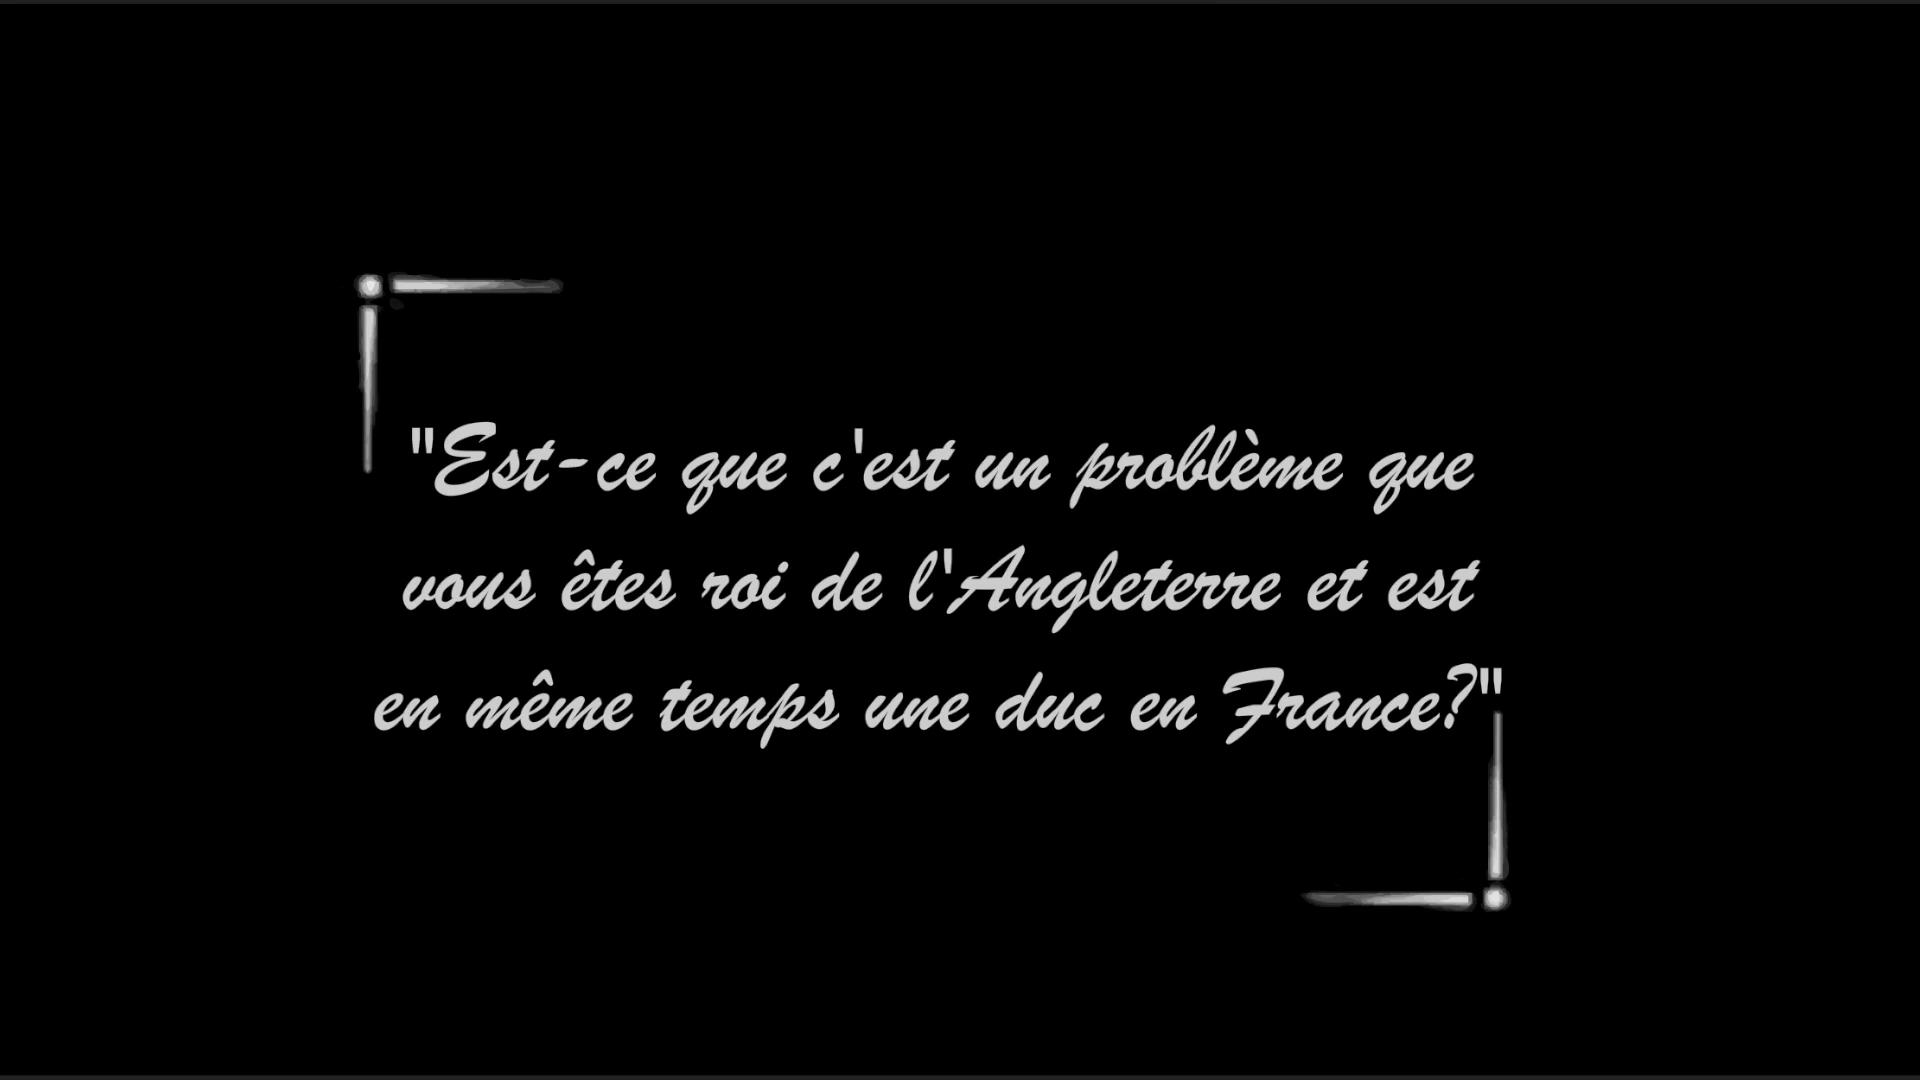 "Est-ce que c'est un problème que
vous êtes roi de l'Angleterre et est
en même temps une duc en France?"